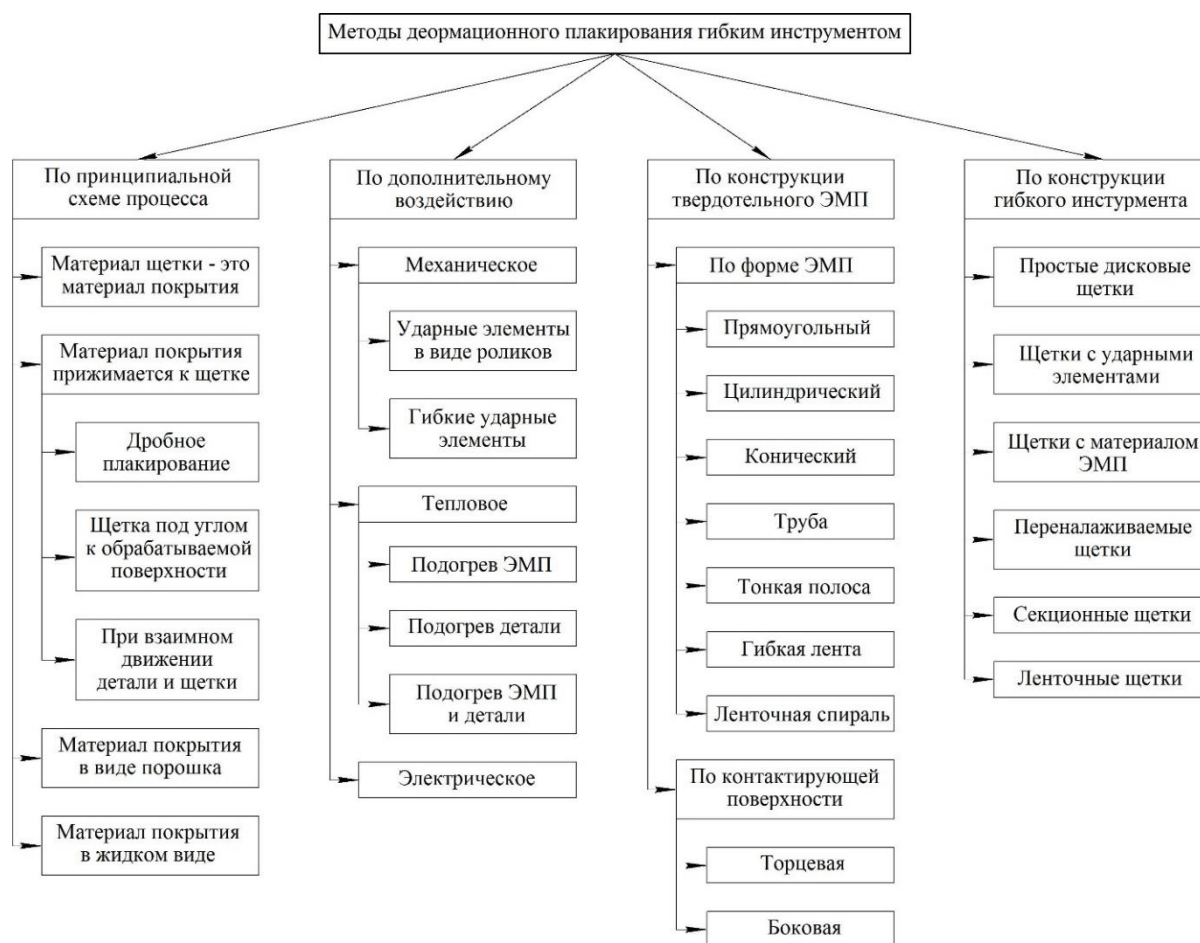 Методы деормационного плакирования гибким инструментом
По принципиальной
схеме процесса
Материал щетки - это
материал покрытия
Материал покрытия
прижимается к щетке
Дробное
плакирование
Щетка под углом
к обрабатываемой
поверхности
При взаимном
движении
детали и щетки
Материал покрытия
в виде порошка
Материал покрытия
в жидком виде
По дополнительному
воздействию
Механическое
Ударные элементы
в виде роликов
Гибкие ударные
элементы
Тепловое
Подогрев ЭМП
Подогрев детали
Подогрев ЭМП
и детали
Электрическое
По конструкции
твердотельного ЭМП
По форме ЭМП
Прямоугольный
Цилиндрический
Конический
Труба
Тонкая полоса
Гибкая лента
Ленточная спираль
По контактирующей
поверхности
Торцевая
Боковая
По конструкции
гибкого инстурмента
Простые дисковые
щетки
Щетки с ударными
элементами
Щетки с материалом
ЭМП
Переналаживаемые
щетки
Секционные щетки
Ленточные щетки